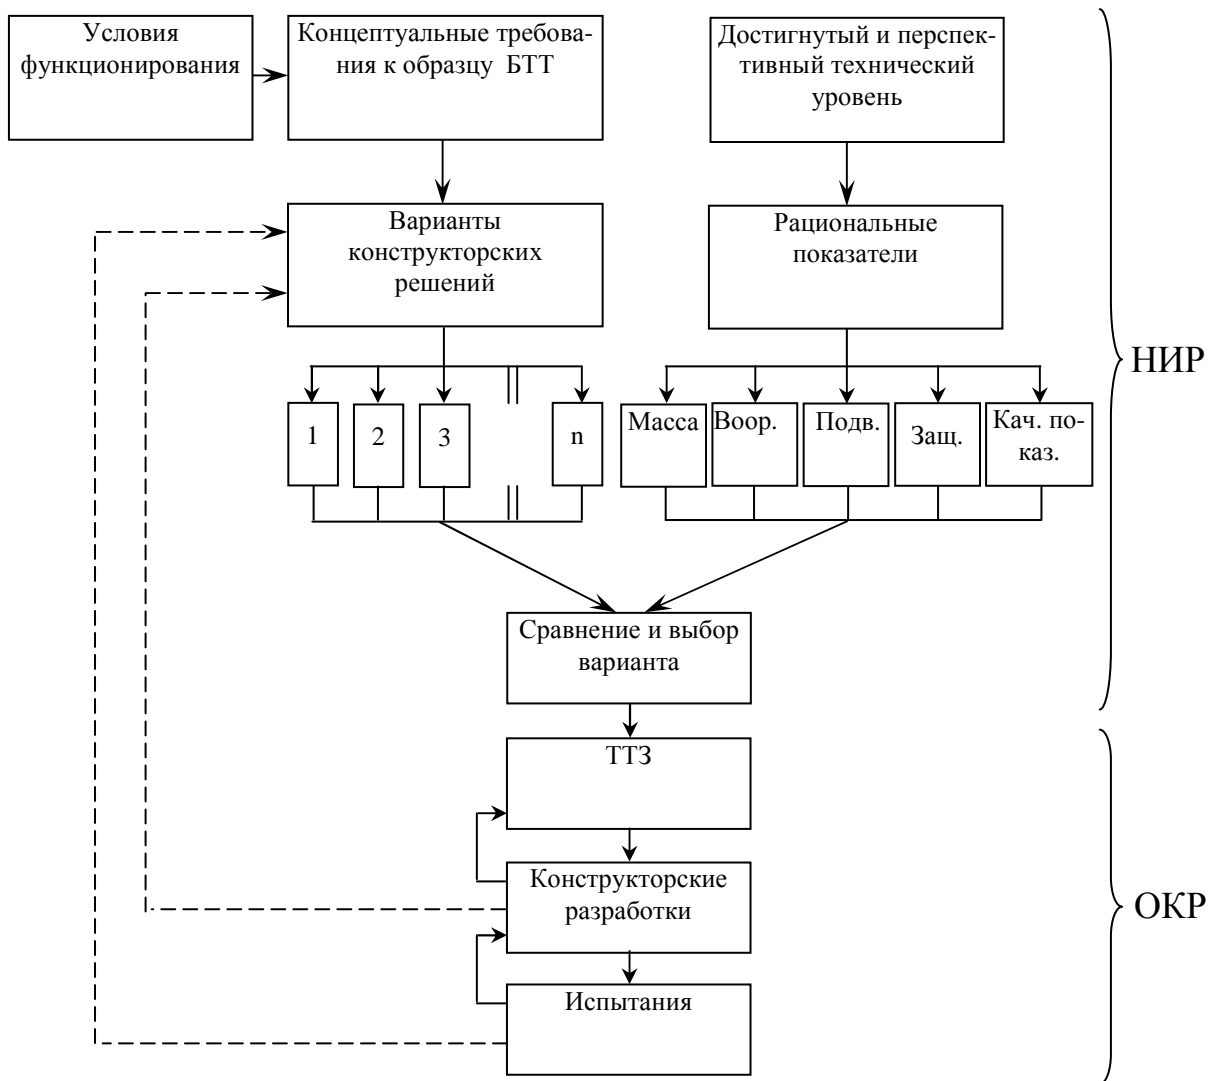 Условия
функционирования
Концептуальные требова-
ния к образцу БТТ
Достигнутый и перспек-
тивный технический
уровень
Варианты
конструкторских
решений
Рациональные
показатели
НИР
1
2
3
n
Масса
Воор.
Подв.
Защ.
Кач. по-
каз.
Сравнение и выбор
варианта
ТТЗ
Конструкторские
разработки
ОКР
Испытания